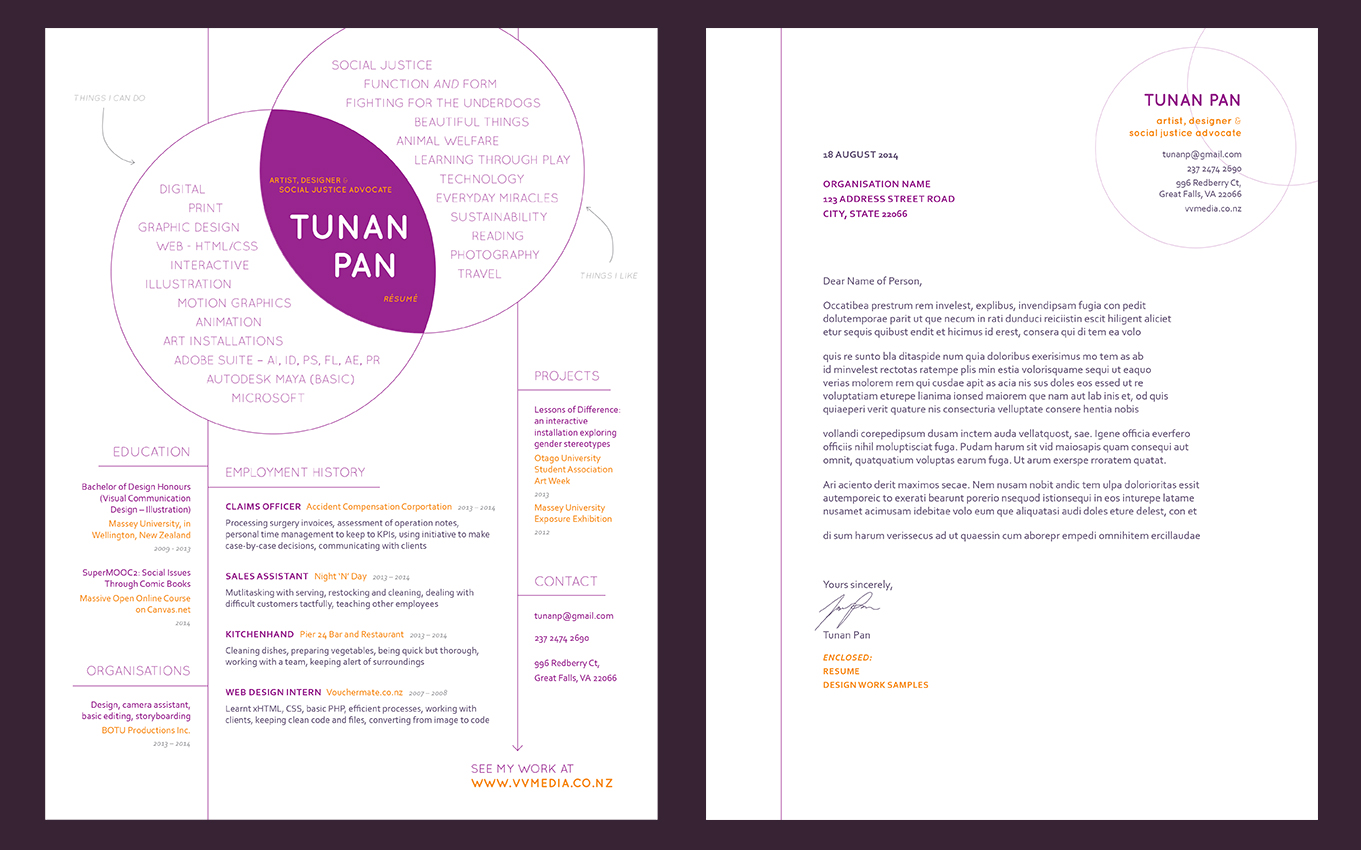 THINGS I CAN DO
SOCIAL JUSTICE
FUNCTION AND FORM
FIGHTING FOR THE UNDERDOGS
BEAUTIFUL THINGS
ANIMAL WELFARE
LEARNING THROUGH PLAY
TECHNOLOGY
EVERYDAY MIRACLES
SUSTAINABILITY
READING
PHOTOGRAPHY
TRAVEL
THINGS I LIKE
ARTIST, DESIGNER &
SOCIAL JUSTICE ADVOCATE
TUNAN
PAN
RÉSUMÉ
DIGITAL
PRINT
GRAPHIC DESIGN
WEB - HTML/CSS
INTERACTIVE
ILLUSTRATION
MOTION GRAPHICS
ANIMATION
ART INSTALLATIONS
ADOBE SUITE – AI, ID, PS, FL, AE, PR
AUTODESK MAYA (BASIC)
MICROSOFT
EDUCATION
Bachelor of Design Honours
(Visual Communication
Design – Illustration)
Massey University, in
Wellington, New Zealand
2009 - 2013
SuperMOOC2: Social Issues
Through Comic Books
Massive Open Online Course
on Canvas.net
2014
ORGANISATIONS
Design, camera assistant,
basic editing, storyboarding
BOTU Productions Inc.
2013 – 2014
EMPLOYMENT HISTORY
CLAIMS OFFICER Accident Compensation Corportation 2013 – 2014
Processing surgery invoices, assessment of operation notes,
personal time management to keep to KPIs, using initiative to make
case-by-case decisions, communicating with clients
SALES ASSISTANT Night 'N' Day 2013 – 2014
Mutlitasking with serving, restocking and cleaning, dealing with
difficult customers tactfully, teaching other employees
KITCHENHAND Pier 24 Bar and Restaurant 2013 – 2014
Cleaning dishes, preparing vegetables, being quick but thorough,
working with a team, keeping alert of surroundings
WEB DESIGN INTERN Vouchermate.co.nz 2007 – 2008
Learnt xHTML, CSS, basic PHP, efficient processes, working with
clients, keeping clean code and files, converting from image to code
PROJECTS
Lessons of Difference:
an interactive
installation exploring
gender stereotypes
Otago University
Student Association
Art Week
2013
Massey University
Exposure Exhibition
2012
CONTACT
tunanp@gmail.com
237 2474 2690
996 Redberry Ct,
Great Falls, VA 22066
SEE MY WORK AT
WWW.VVMEDIA.CO.NZ
TUNAN PAN
artist, designer &
social justice advocate
tunanp@gmail.com
237 2474 2690
996 Redberry Ct,
Great Falls, VA 22066
vvmedia.co.nz
18 AUGUST 2014
ORGANISATION NAME
123 ADDRESS STREET ROAD
CITY, STATE 22066
Dear Name of Person,
Occatibea prestrum rem invelest, explibus, invendipsam fugia con pedit
dolutemporae parit ut que necum in rati dunduci reiciistin escit hiligent aliciet
etur sequis quibust endit et hicimus id erest, consera qui di tem ea volo
quis re sunto bla ditaspide num quia doloribus exerisimus mo tem as ab
id minvelest rectotas ratempe plis min estia volorisquame sequi ut eaquo
verias molorem rem qui cusdae apit as acia nis sus doles eos essed ut re
voluptatiam eturepe lianima ionsed maiorem que nam aut lab inis et, od quis
quiaeperi verit quature nis consecturia velluptate consere hentia nobis
vollandi corepedipsum dusam inctem auda vellatquost, sae. Igene officia everfero
officiis nihil moluptisciat fuga. Pudam harum sit vid maiosapis quam consequi aut
omnit, quatquatium voluptas earum fuga. Ut arum exerspe rroratem quatat.
Ari aciento derit maximos secae. Nem nusam nobit andic tem ulpa dolorioritas essit
autemporeic to exerati bearunt porerio nsequod istionsequi in eos inturepe latame
nusamet acimusam idebitae volo eum que aliquatasi audi doles eture delest, con et
di sum harum verissecus ad ut quaessin cum aborepr empedi omnihitem ercillaudae
Yours sincerely,
Tunan Pan
ENCLOSED:
RESUME
DESIGN WORK SAMPLES